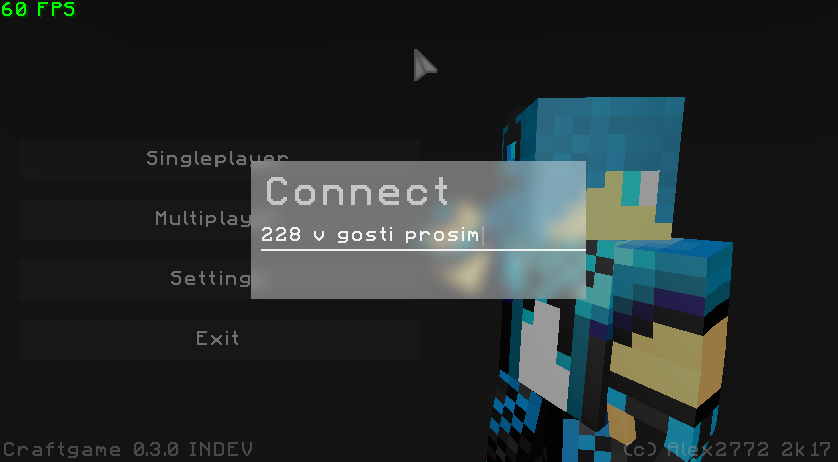 60 FPS
Singleplayer
Connect
Multiplay
228 v gosti prosim
Setting
Exit
Craftgame 0.3.0 INDEV
(c) Alex2772 2k17